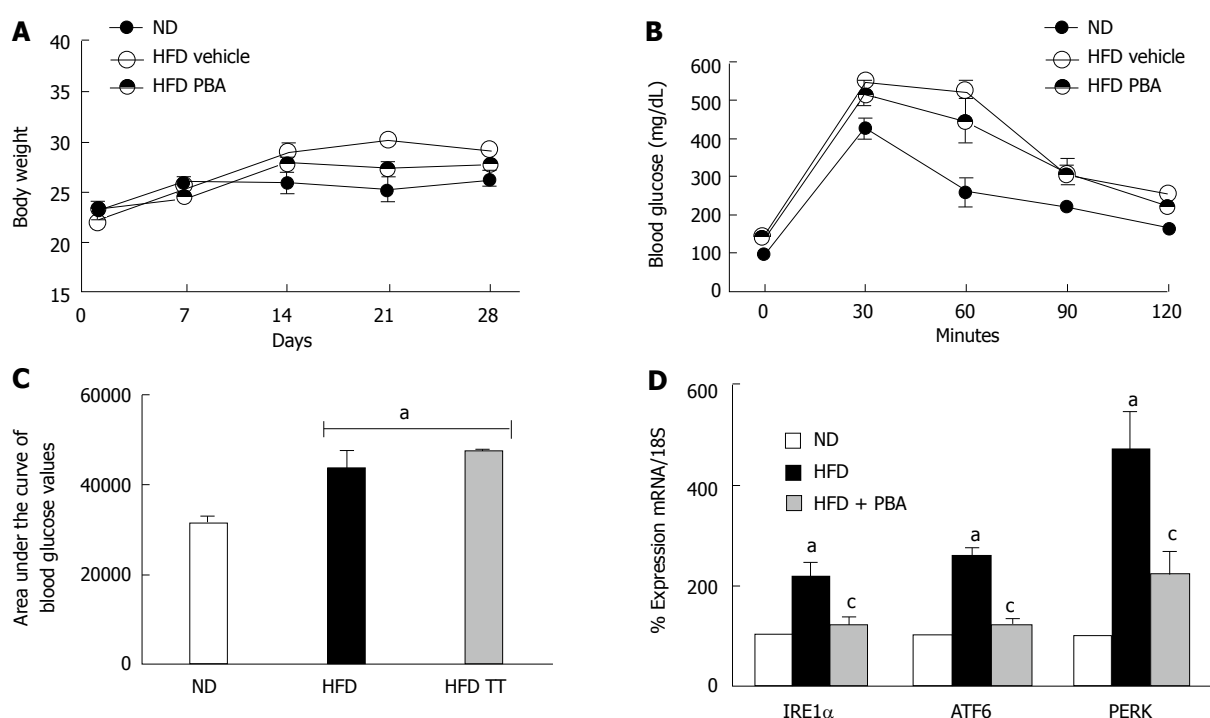 A
ND
HFD vehicle
HFD PBA
Body weight
40
35
30
25
20
15
0 7 14 21 28
Days
B
ND
HFD vehicle
HFD PBA
Blood glucose (mg/dL)
600
500
400
300
200
100
0
0 30 60 90 120
Minutes
C
Area under the curve of
blood glucose values
60000
40000
20000
0
a
ND HFD HFD TT
D
ND
HFD
HFD + PBA
% Expression mRNA/18S
600
400
200
0
a c a c a c
IRE1α ATF6 PERK